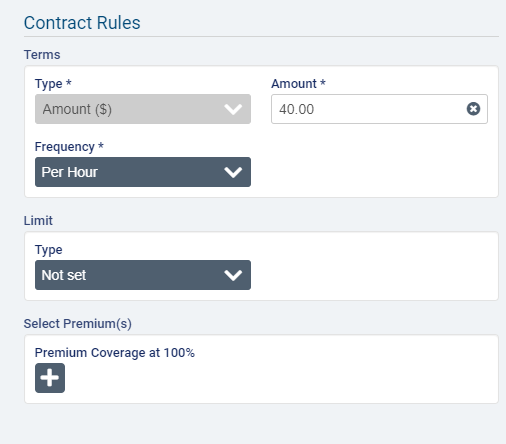 Contract Rules
Terms
Type * Amount *
Amount ($) 40.00
Frequency *
Per Hour
Limit
Type
Not set
Select Premium(s)
Premium Coverage at 100%